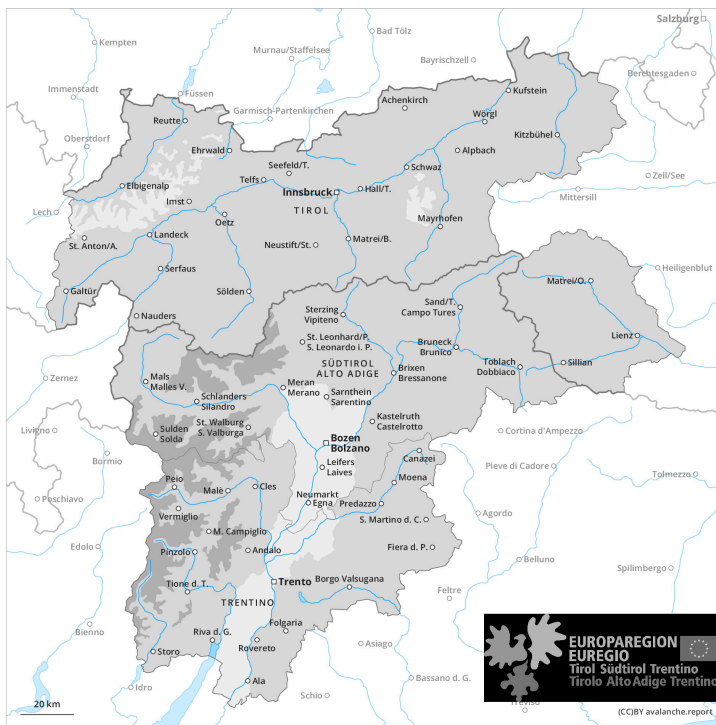 Salzburg
Kempten
Bad Tölz
Murnau/Staffelsee
Bayrischzell
Berchtesgaden
Immenstadt
Füssen
Achenkirch
Kufstein
Garmisch-Partenkirchen
Reutte
Wörgl
Oberstdorf
Kitzbühel
Ehrwald
Alpbach
Seefeld/T.
Schwaz
Telfs
Zell/See
Elbigenalp
Innsbruck
Hall/T.
Mittersill
Imst
TIROL
Lech
Oetz
Mayrhofen
Landeck
Matrei/B.
St. Anton/A.
Neustift/St.
Serfaus
Heiligenblut
Matrei/O.
Galtür
Sölden
Sand/T.
Campo Tures
Nauders
Sterzing
Vipiteno
Lienz
St. Leonhard/P.
S. Leonardo i. P.
Bruneck
Brunico
SÜDTIROL
ALTO ADIGE
Toblach
Dobbiaco
Sillian
Brixen
Bressanone
Mals
Malles V.
Meran
Merano
Zernez
Sarnthein
Sarentino
Schlanders
Silandro
St. Walburg
S. Valburga
Kastelruth
Castelrotto
Livigno
Sulden
Solda
Cortina d'Ampezzo
Bozen
Bolzano
Bormio
Canazei
Leifers
Laives
Pieve di Cadore
Tolmezzo
Peio
Moena
Cles
Malè
Poschiavo
Neumarkt
Egna
Predazzo
Vermiglio
Agordo
S. Martino d. C.
M. Campiglio
Edolo
Pinzolo
Andalo
Fiera d. P.
Belluno
Spilimbergo
Trento
Borgo Valsugana
Tione d. T.
Feltre
TRENTINO
Folgaria
Bienno
Riva d. G.
Rovereto
Asiago
Storo
EUROPAREGION
EUREGIO
Tirol Südtirol Trentino
Tirolo Alto Adige Trentino
Ala
Bassano d. G.
Idro
Schio
Treviso
20 km
(CC)BY avalanche.report